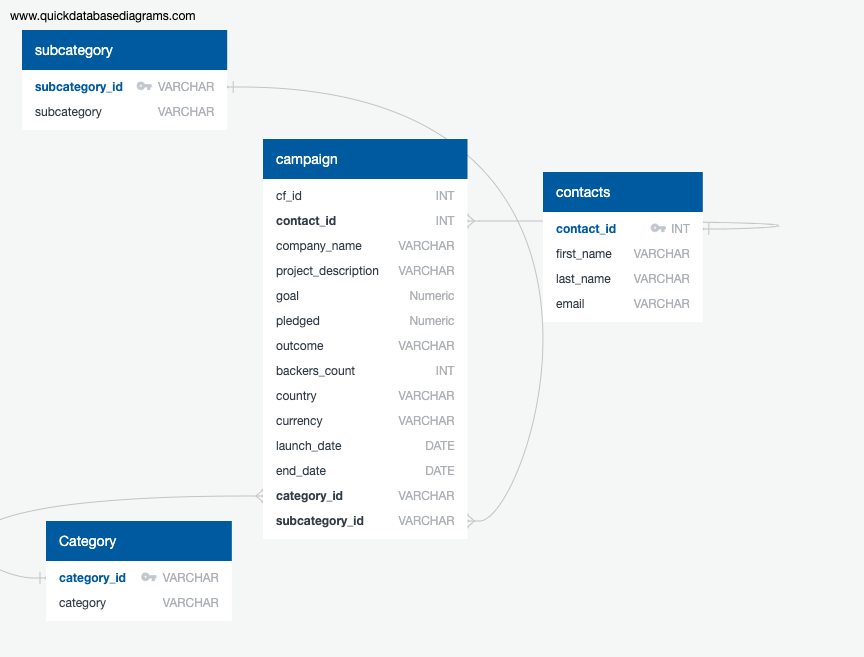 www.quickdatabasediagrams.com
subcategory
subcategory_id VARCHAR
subcategory VARCHAR
campaign
cf_id INT
contact_id INT
company_name VARCHAR
project_description VARCHAR
goal Numeric
pledged Numeric
outcome VARCHAR
backers_count INT
country VARCHAR
currency VARCHAR
launch_date DATE
end_date DATE
category_id VARCHAR
subcategory_id VARCHAR
contacts
contact_id INT
first_name VARCHAR
last_name VARCHAR
email VARCHAR
Category
category_id VARCHAR
category VARCHAR